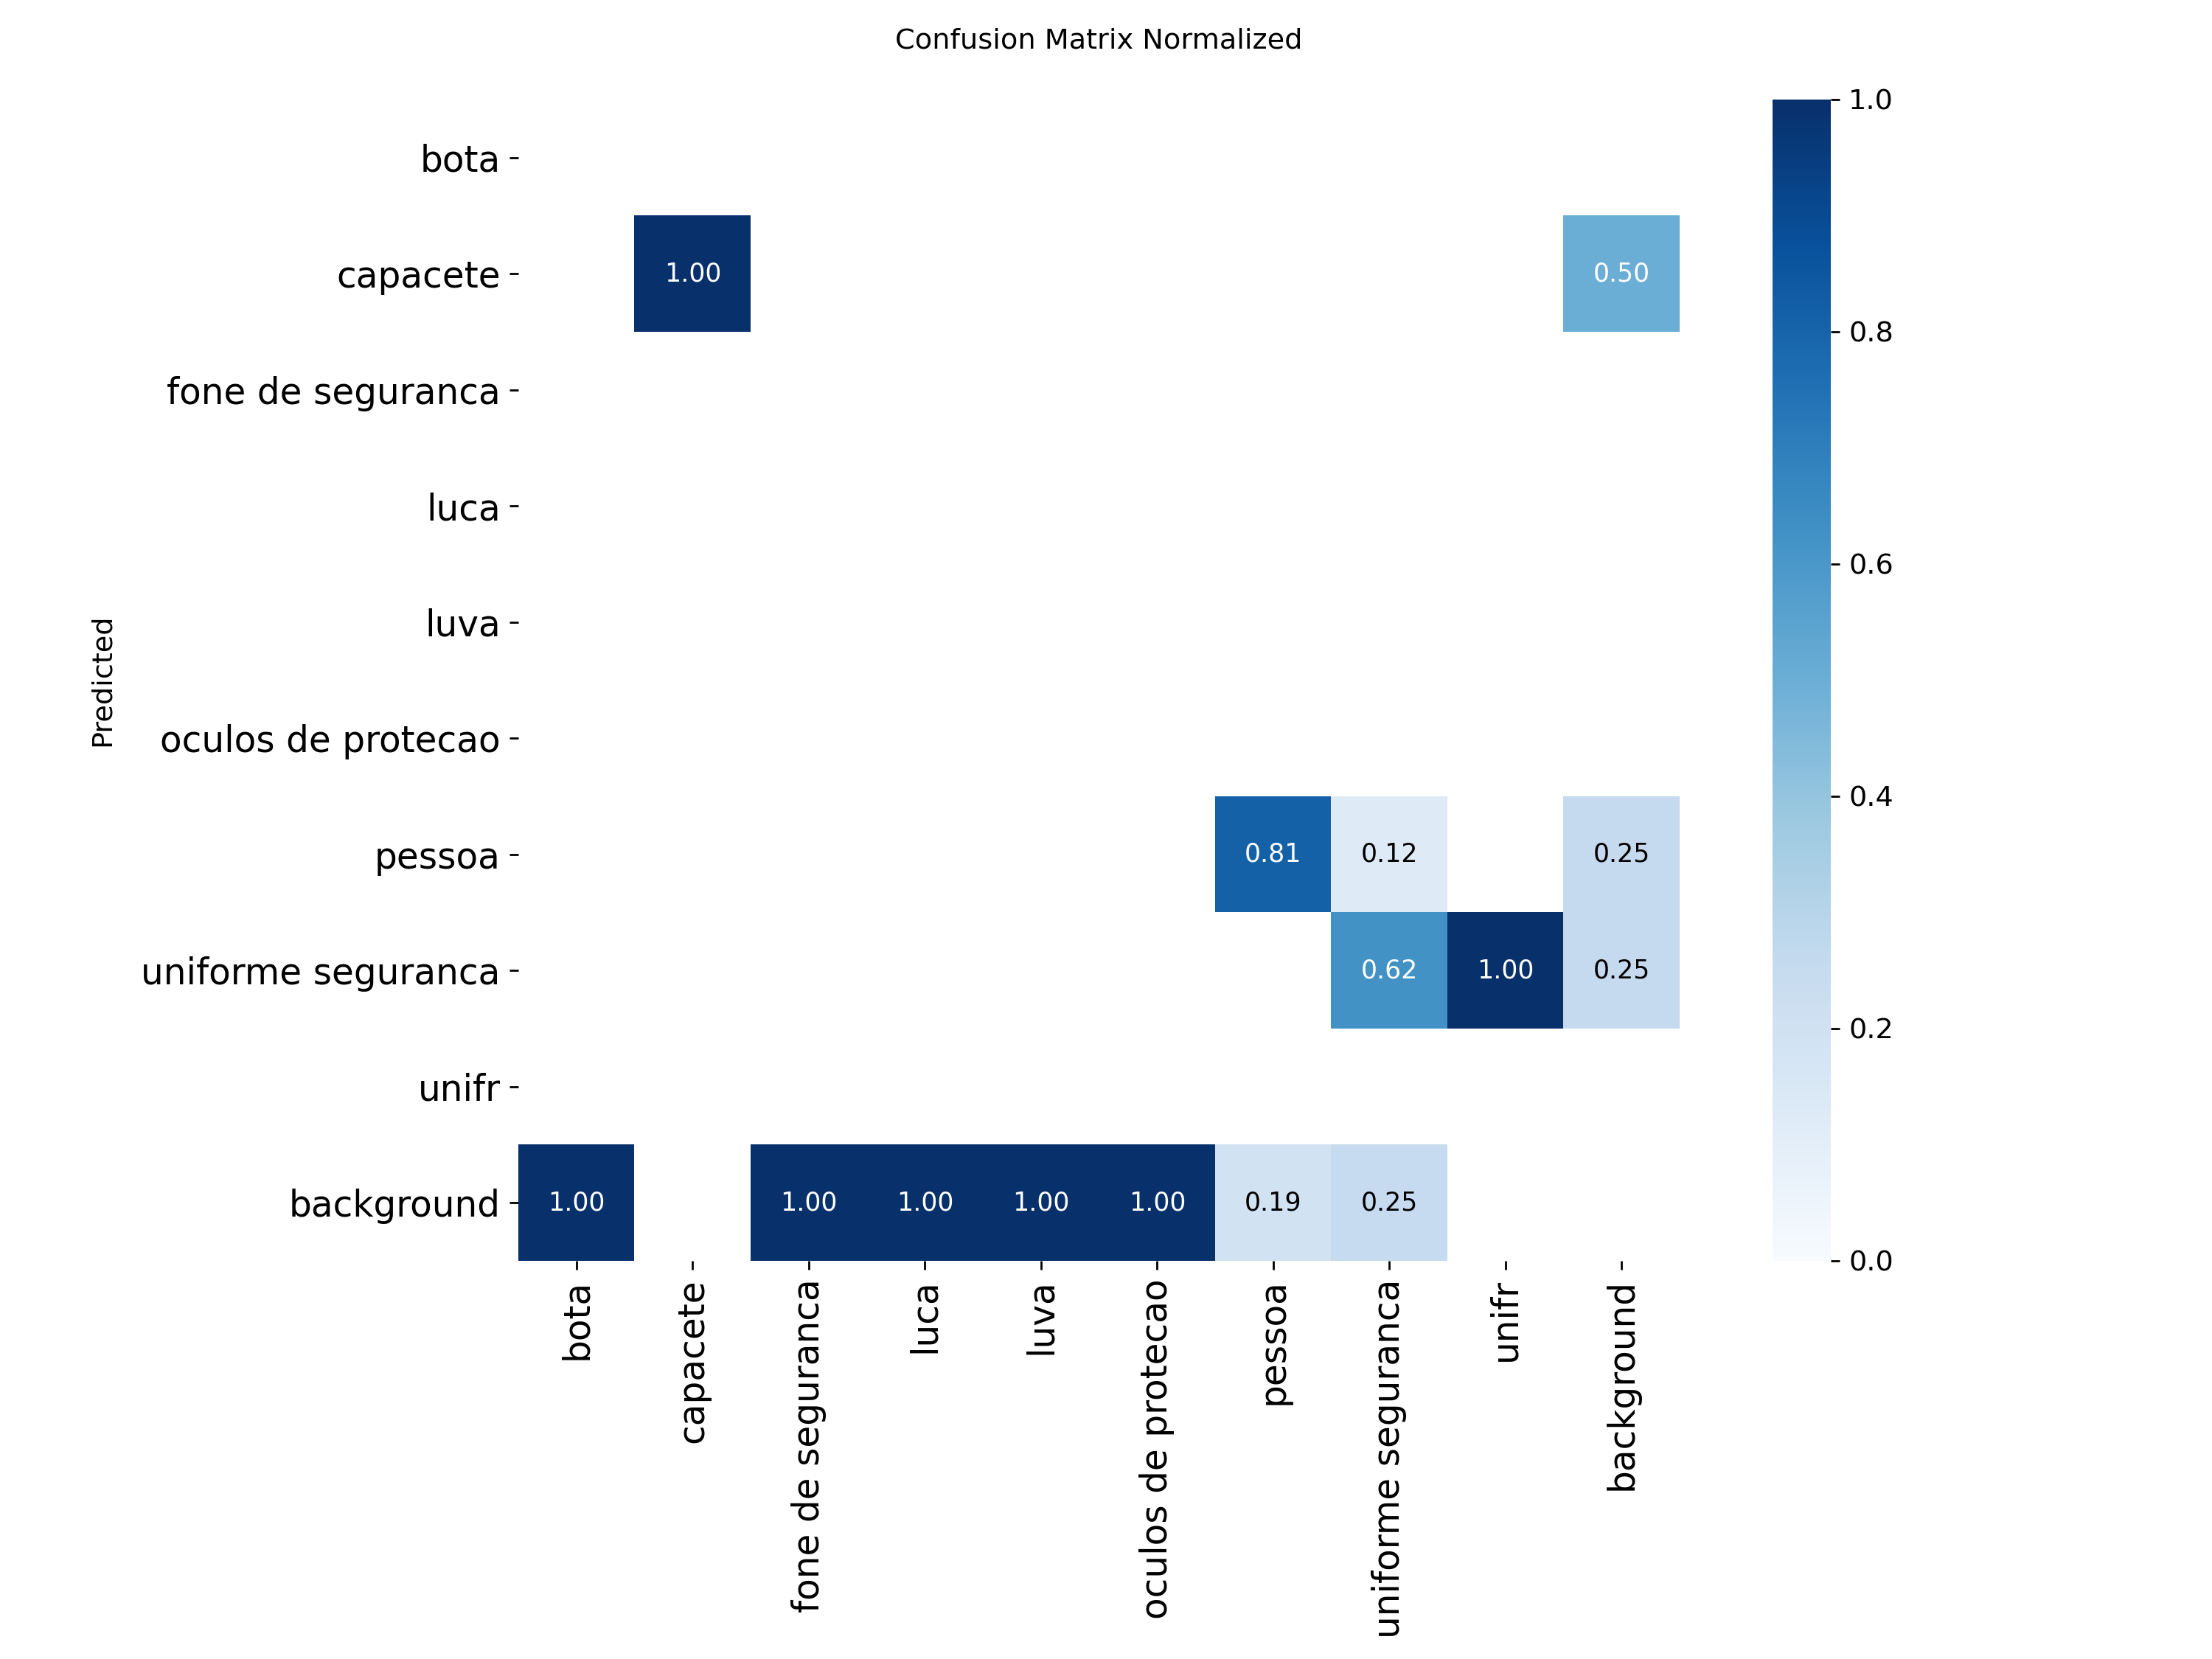 Confusion Matrix Normalized
1.0
bota
capacete 1.00 0.50
0.8
fone de seguranca
luca
0.6
luva
Predicted
oculos de protecao
0.4
pessoa 0.81 0.12 0.25
uniforme seguranca 0.62 1.00 0.25
0.2
unifr
background 1.00 1.00 1.00 1.00 1.00 0.19 0.25
0.0
bota
capacete
fone de seguranca
luca
luva
oculos de protecao
pessoa
uniforme seguranca
unifr
background